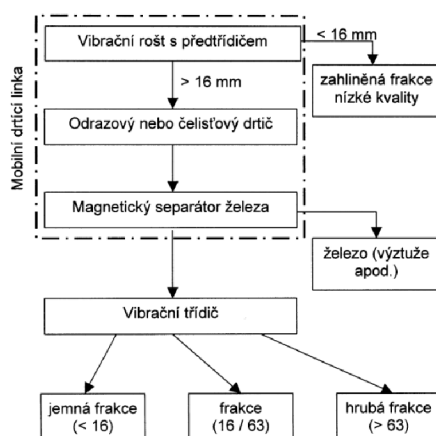 Vibrační rošt s předtřídičem
< 16 mm
> 16 mm
zahliněná frakce
nízké kvality
Mobilní drtící linka
Odrazový nebo čelisťový drtič
Magnetický separátor železa
železo (výztuže
apod.)
Vibrační třídič
jemná frakce
(< 16)
frakce
(16 / 63)
hrubá frakce
(> 63)